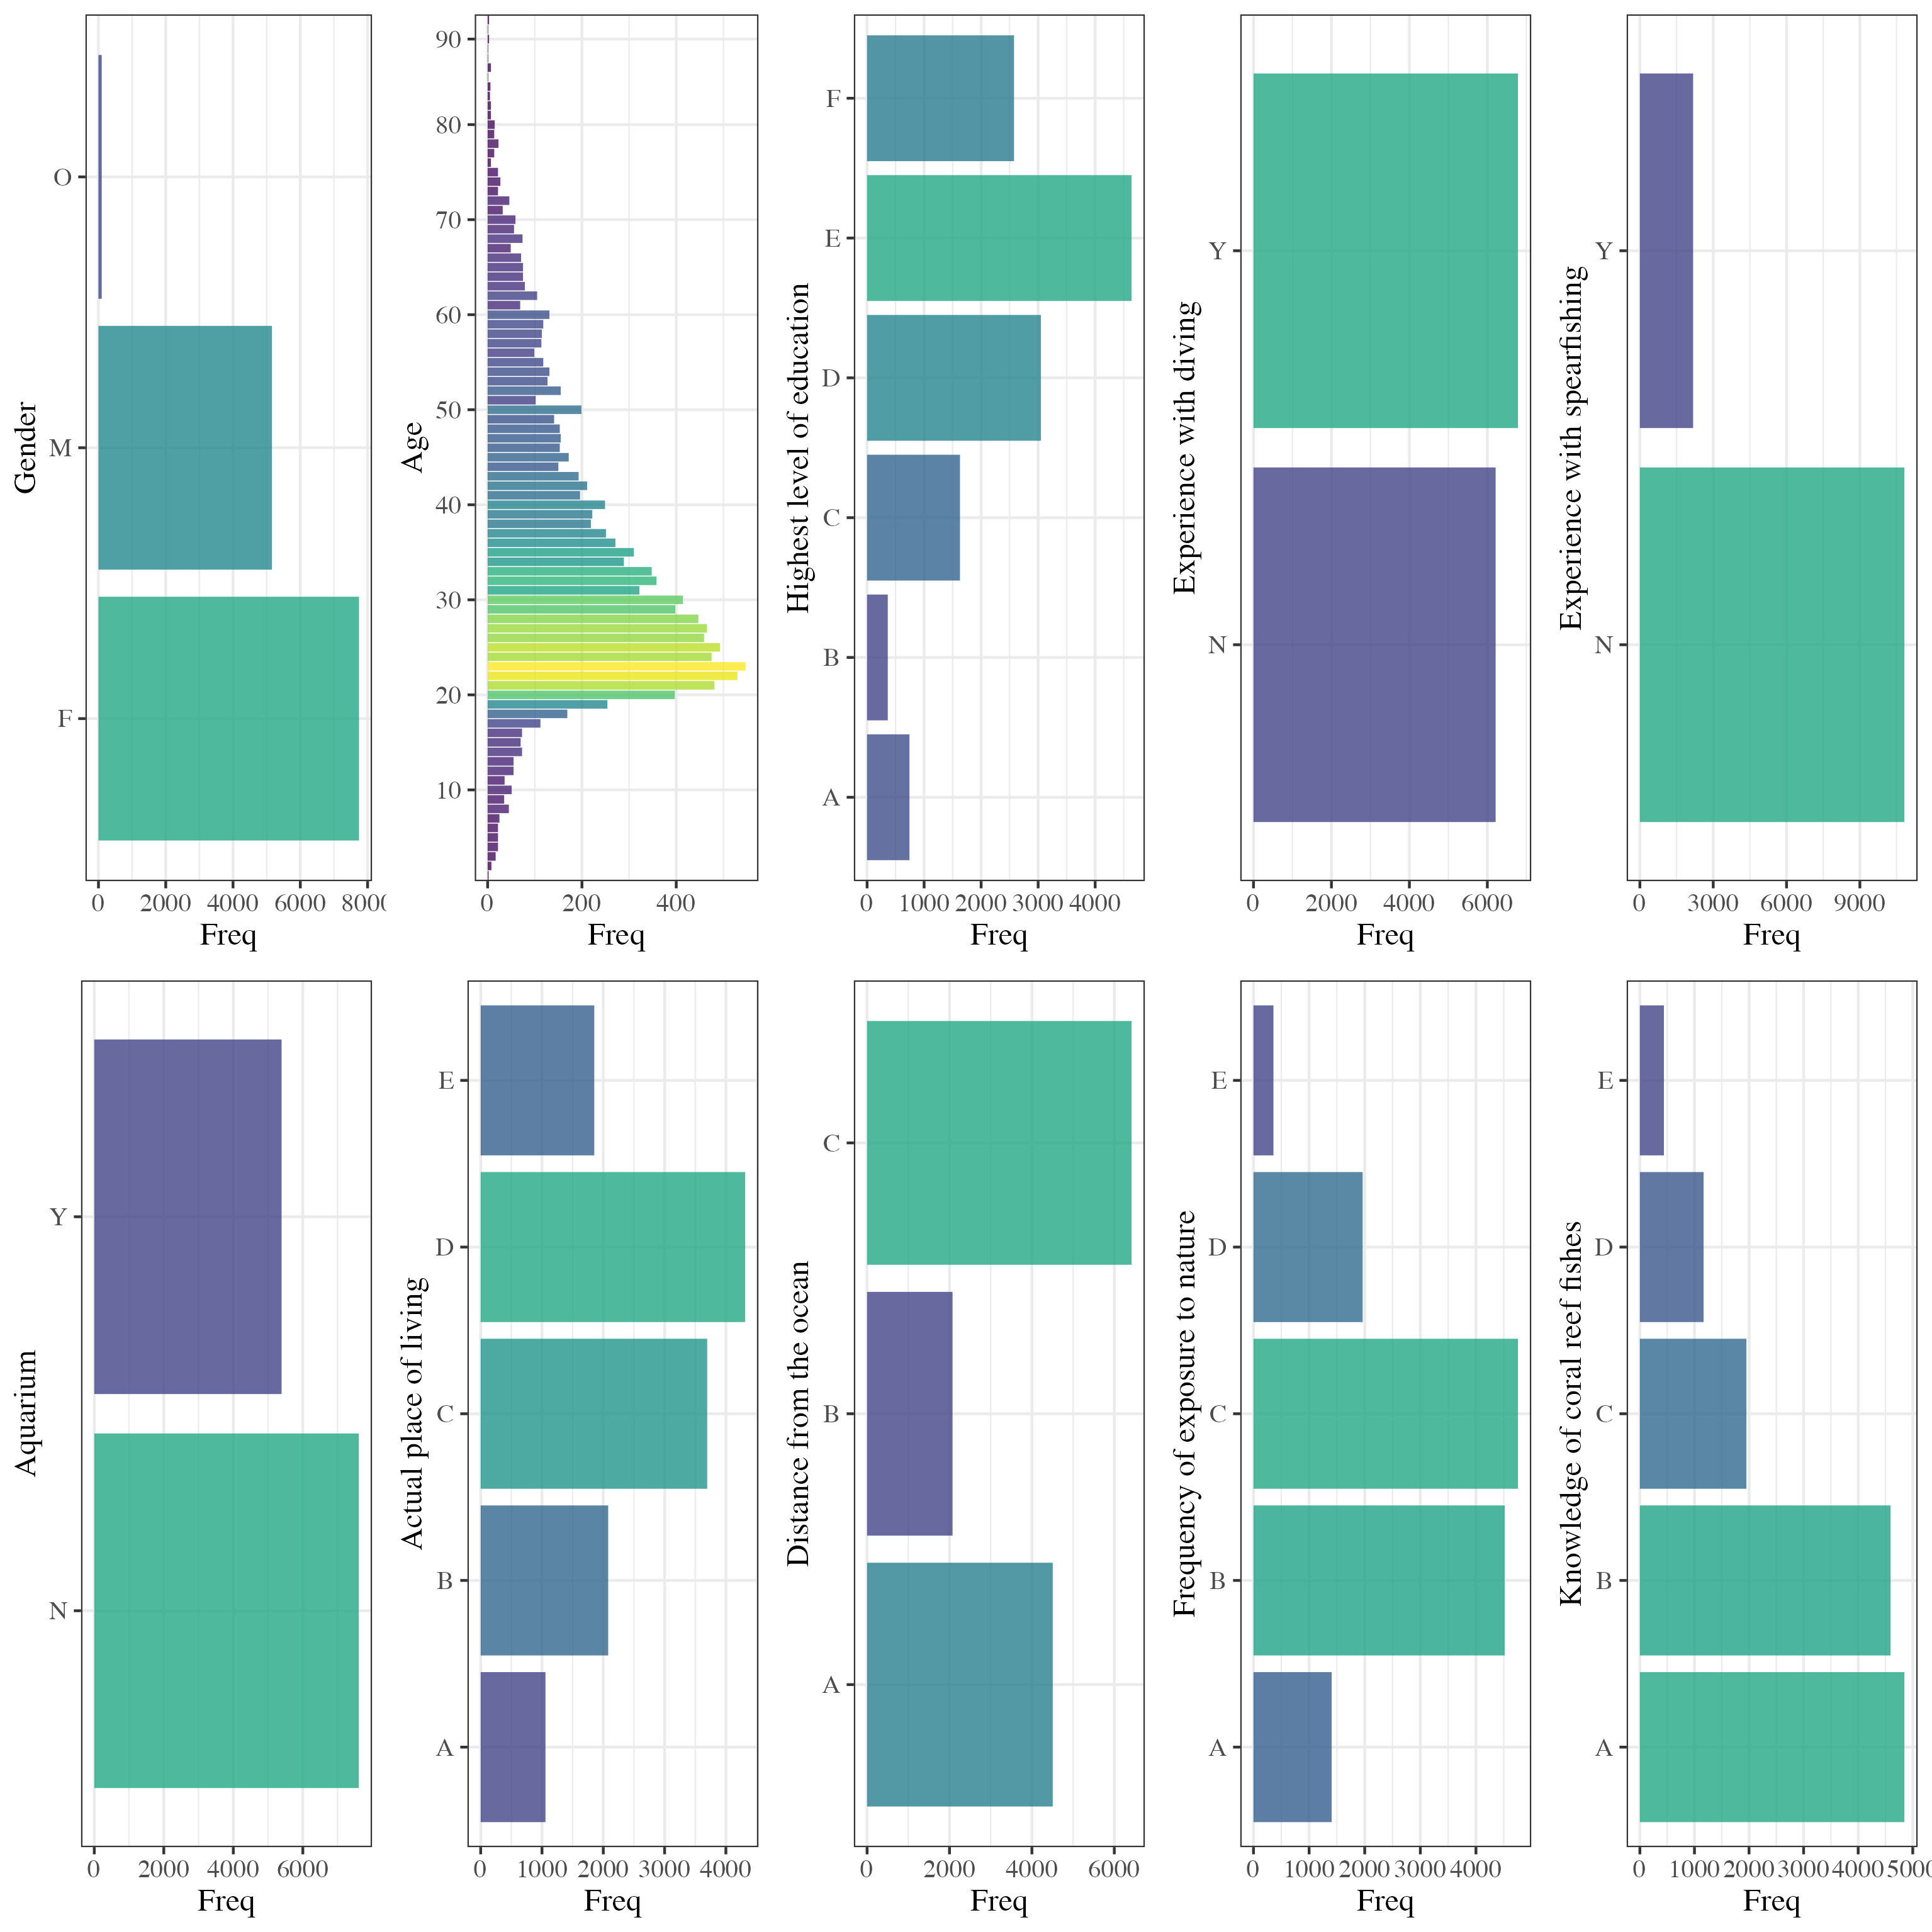 Gender
O
M
F
0 2000 4000 6000 8000
Freq
Age
90
80
70
60
50
40
30
20
10
0 200 400
Freq
Highest level of education
F
E
D
C
B
A
0 1000 2000 3000 4000
Freq
Experience with diving
Y
N
0 2000 4000 6000
Freq
Experience with spearfishing
Y
N
0 3000 6000 9000
Freq
Aquarium
Y
N
0 2000 4000 6000
Freq
Actual place of living
E
D
C
B
A
0 1000 2000 3000 4000
Freq
Distance from the ocean
C
B
A
0 2000 4000 6000
Freq
Frequency of exposure to nature
E
D
C
B
A
0 1000 2000 3000 4000
Freq
Knowledge of coral reef fishes
E
D
C
B
A
0 1000 2000 3000 4000 5000
Freq